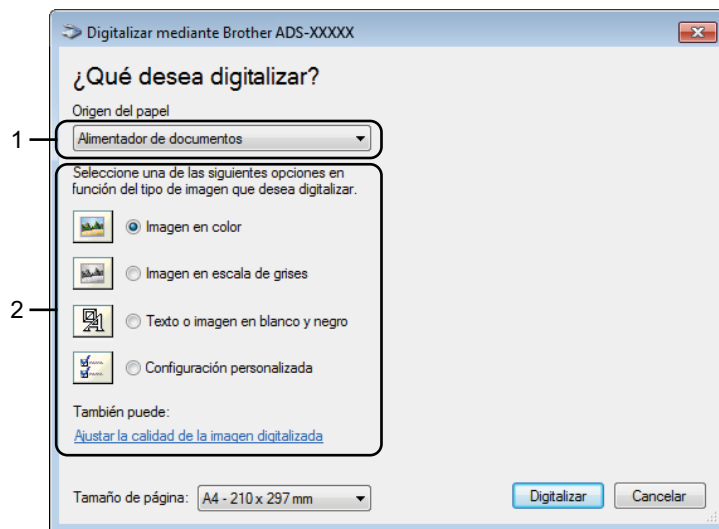 Digitalizar mediante Brother ADS-XXXXX
¿Qué desea digitalizar?
Origen del papel
1
Alimentador de documentos
Seleccione una de las siguientes opciones en
función del tipo de imagen que desea digitalizar.
Imagen en color
Imagen en escala de grises
2
Texto o imagen en blanco y negro
Configuración personalizada
También puede:
Ajustar la calidad de la imagen digitalizada
Tamaño de página: A4 - 210 x 297 mm
Digitalizar
Cancelar